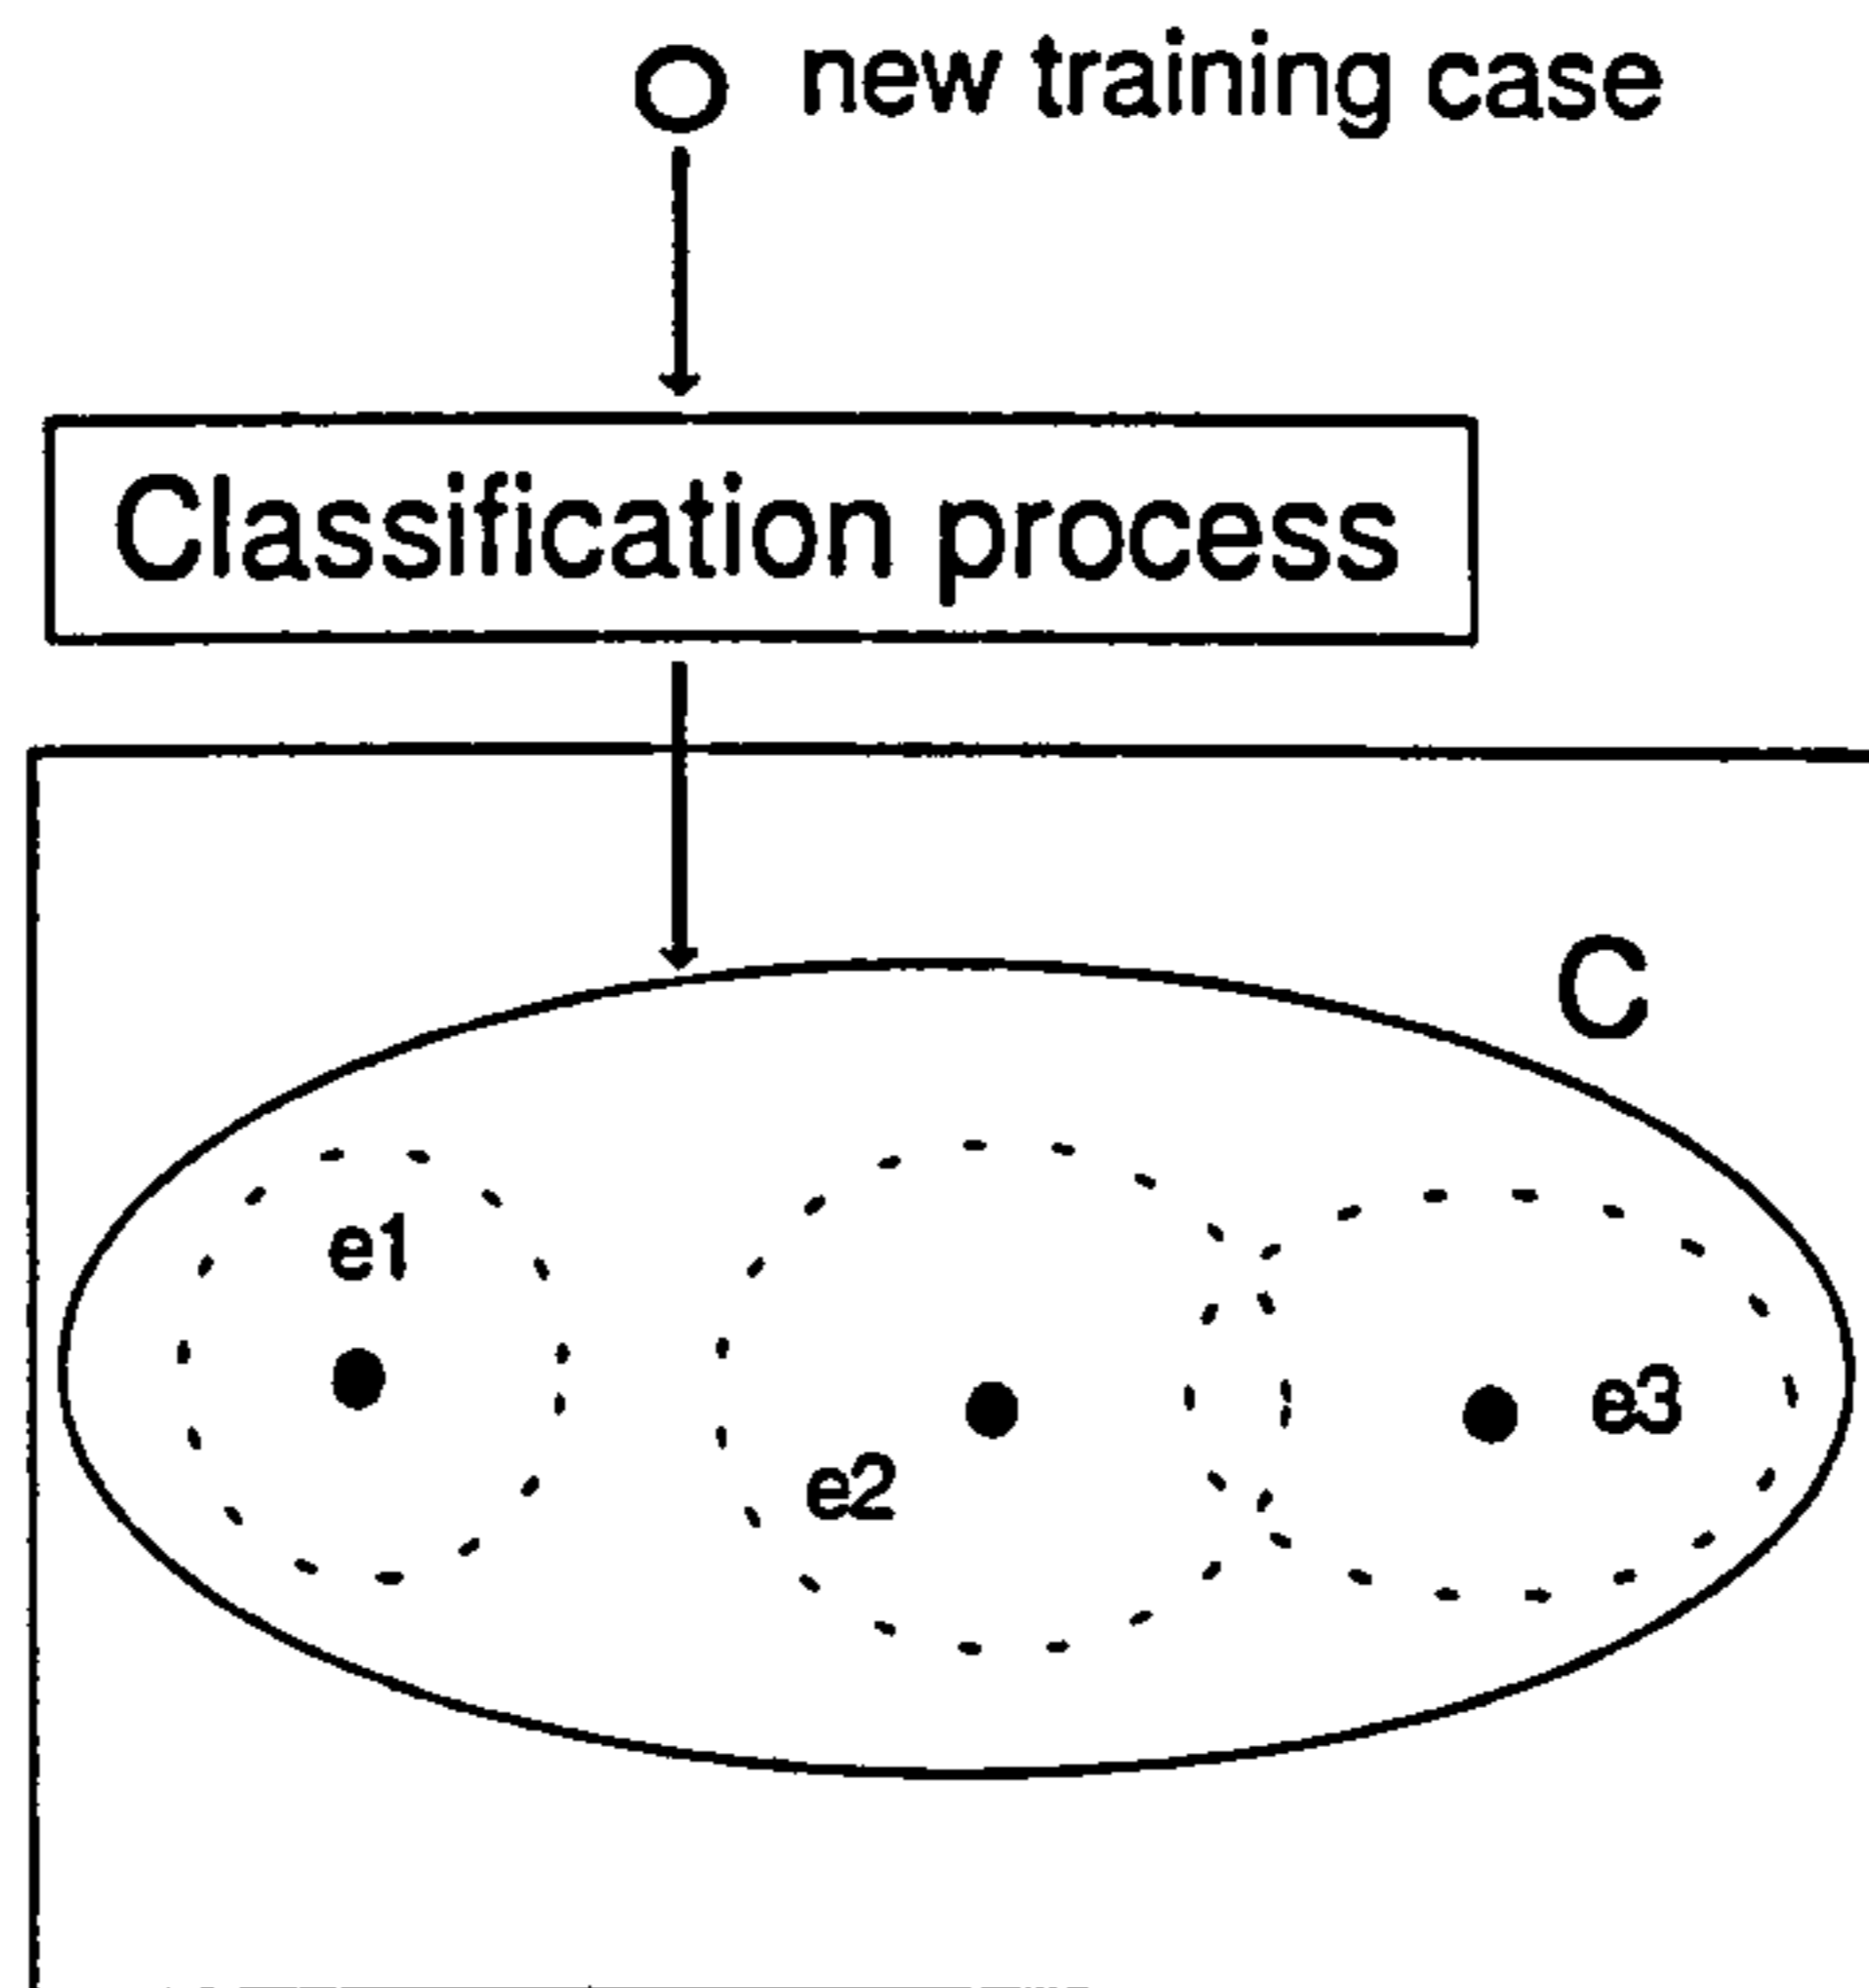 new training case
Classification process
C
e1
e2
e3